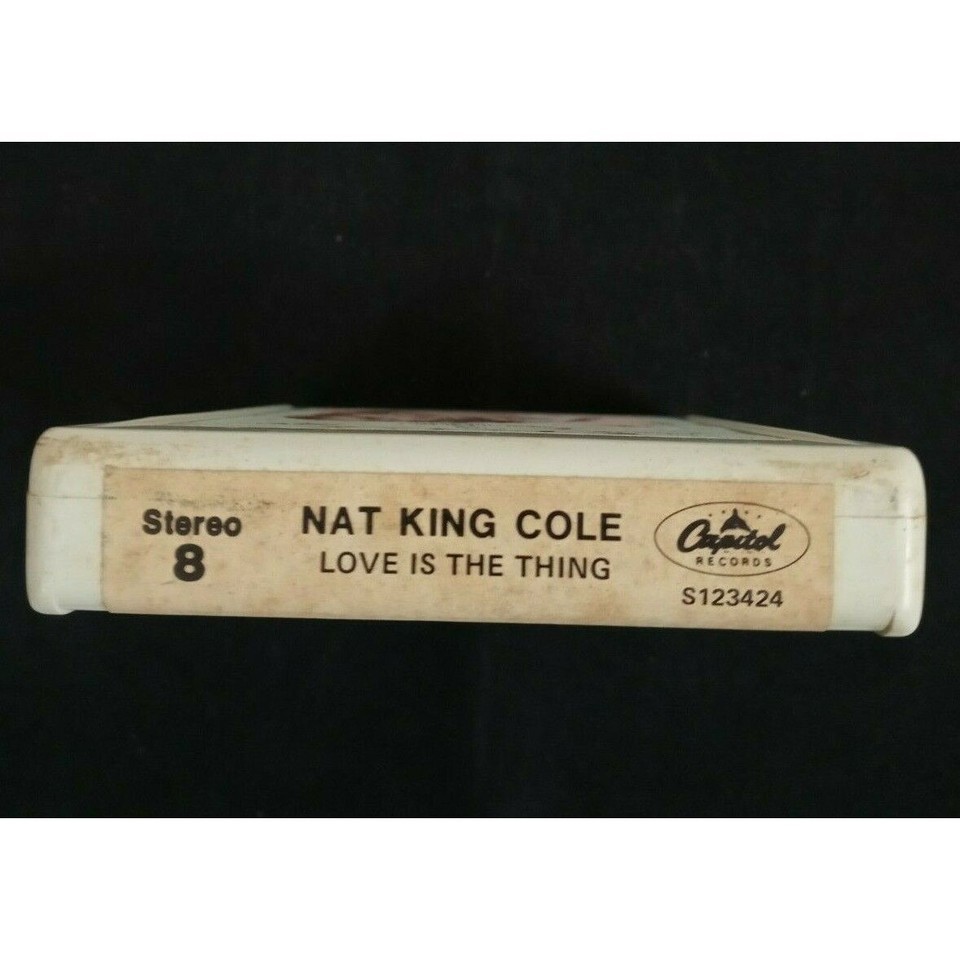 Stereo
8
NAT KING COLE
LOVE IS THE THING
Capitol
RECORDS
S123424